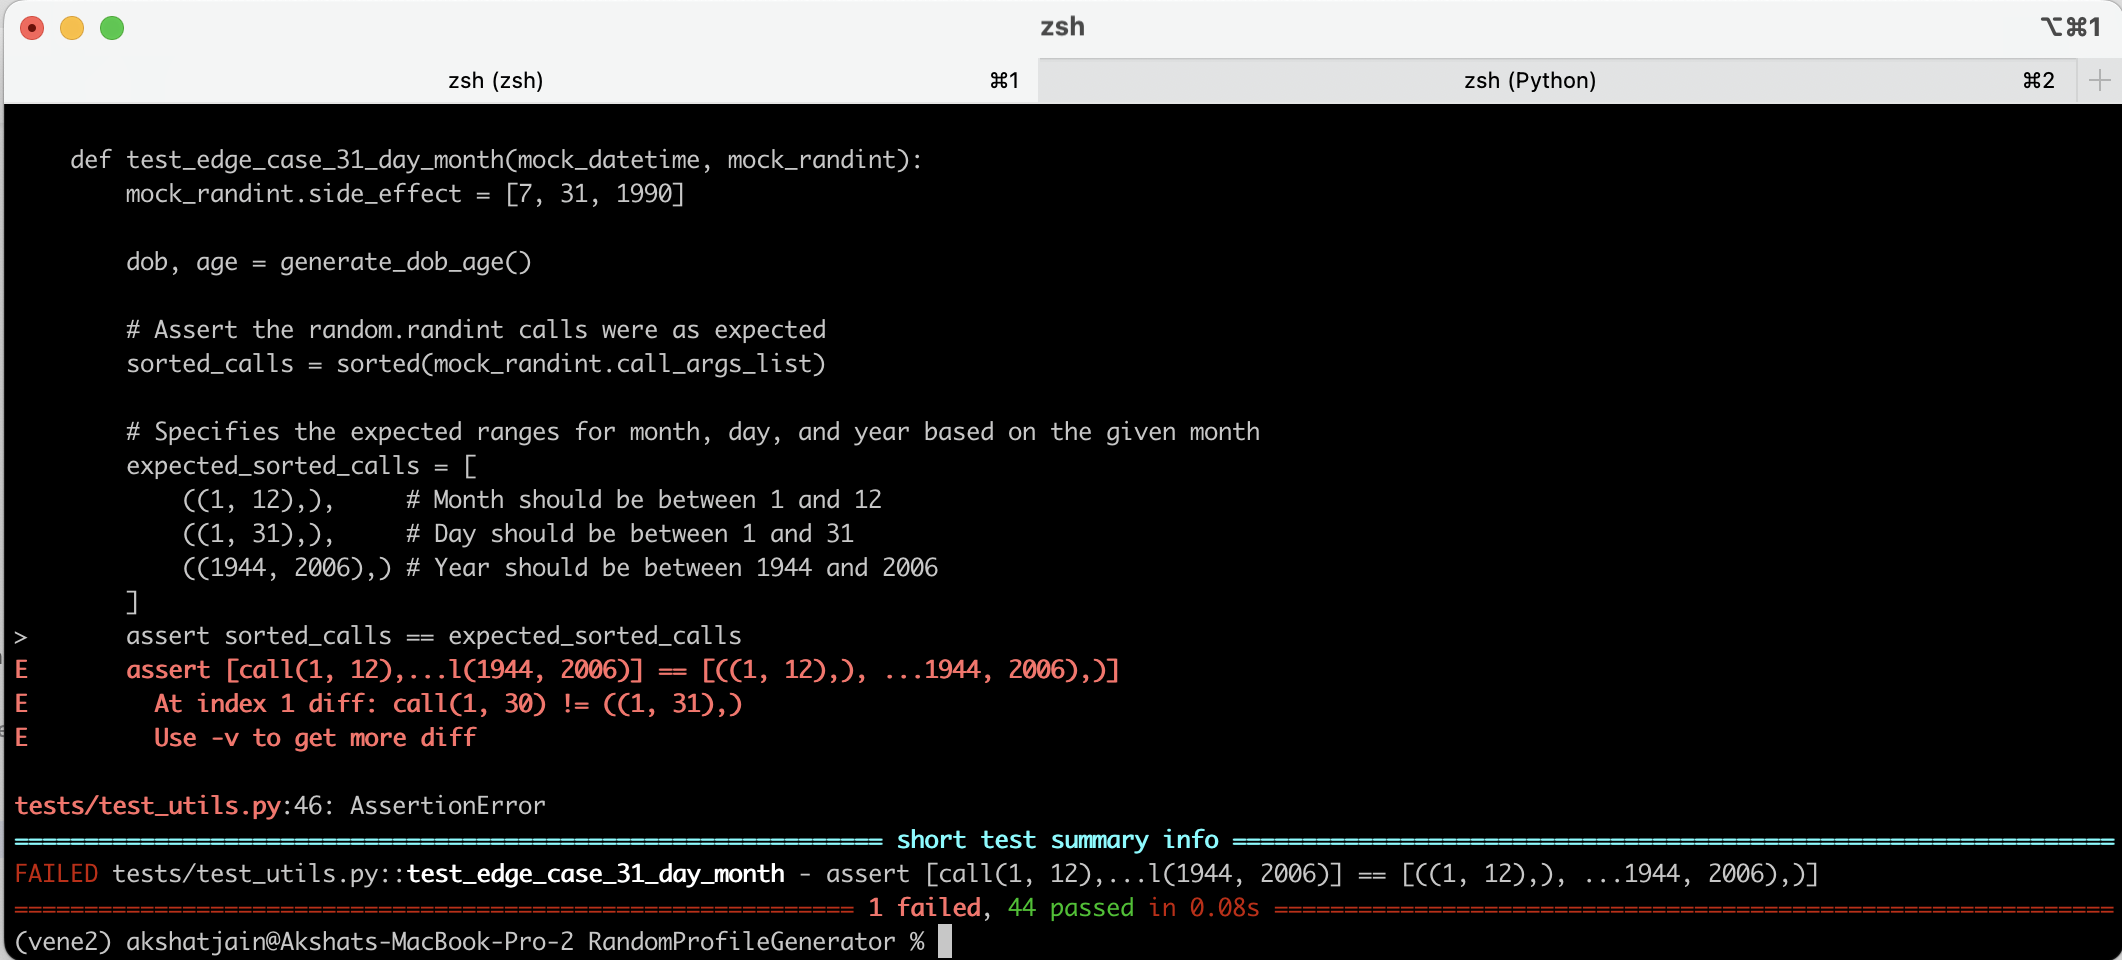 zsh
⌥⌘1
zsh (zsh) ⌘1
zsh (Python) ⌘2
def test_edge_case_31_day_month(mock_datetime, mock_randint):
mock_randint.side_effect = [7, 31, 1990]
dob, age = generate_dob_age()
# Assert the random.randint calls were as expected
sorted_calls = sorted(mock_randint.call_args_list)
# Specifies the expected ranges for month, day, and year based on the given month
expected_sorted_calls = [
((1, 12),), # Month should be between 1 and 12
((1, 31),), # Day should be between 1 and 31
((1944, 2006),) # Year should be between 1944 and 2006
]
> assert sorted_calls == expected_sorted_calls
E assert [call(1, 12),...l(1944, 2006)] == [((1, 12),), ...1944, 2006),)]
E At index 1 diff: call(1, 30) != ((1, 31),)
E Use -v to get more diff
tests/test_utils.py:46: AssertionError
short test summary info
FAILED tests/test_utils.py::test_edge_case_31_day_month - assert [call(1, 12),...l(1944, 2006)] == [((1, 12),), ...1944, 2006),)]
1 failed, 44 passed in 0.08s
(vene2) akshatjain@Akshats-MacBook-Pro-2 RandomProfileGenerator %